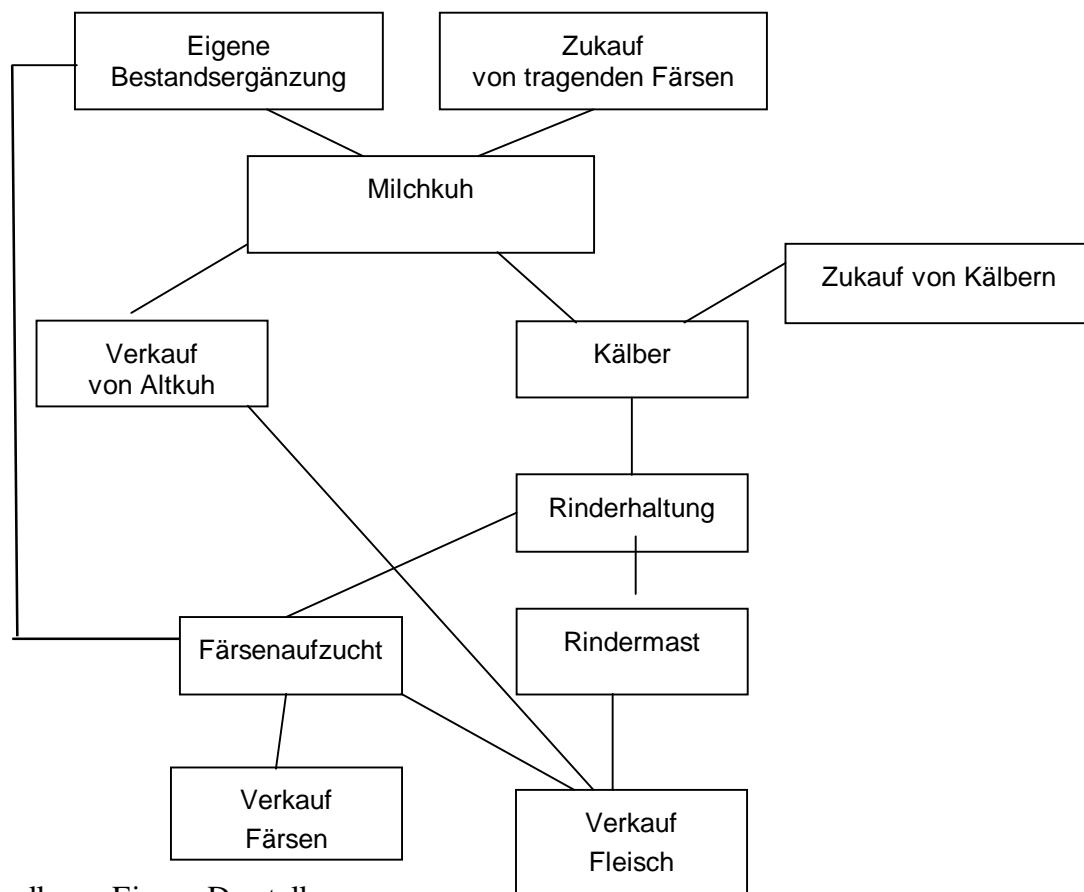 Eigene
Bestandsergänzung
Zukauf
von tragenden Färsen
Milchkuh
Zukauf von Kälbern
Verkauf
von Altkuh
Kälber
Rinderhaltung
Färsenaufzucht
Rindermast
Verkauf
Färsen
Verkauf
Fleisch